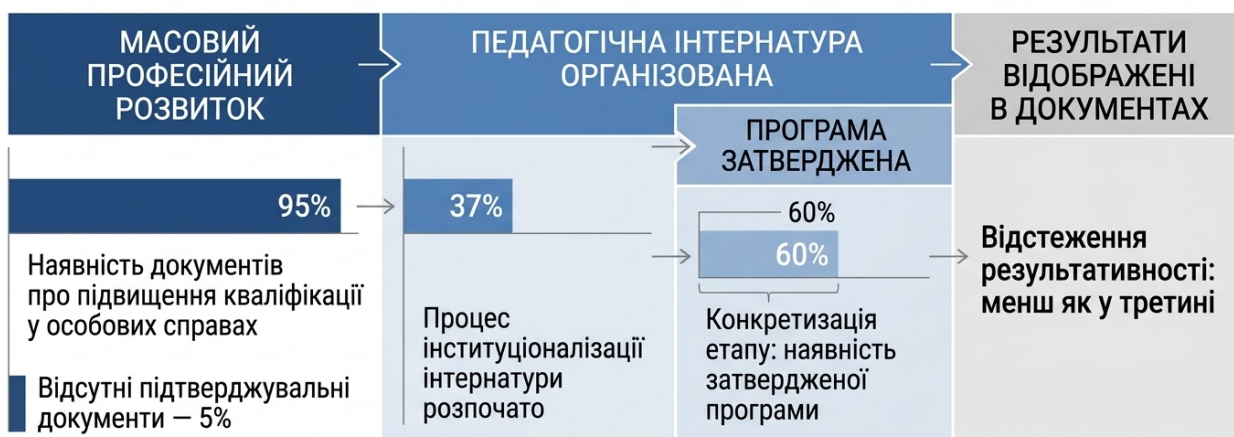 МАСОВИЙ
ПРОФЕСІЙНИЙ
РОЗВИТОК
95%
Наявність документів
про підвищення кваліфікації
у особових справах
Відсутні підтверджувальні
документи — 5%
ПЕДАГОГІЧНА ІНТЕРНАТУРА
ОРГАНІЗОВАНА
37%
Процес
інституціоналізації
інтернатури
розпочато
ПРОГРАМА
ЗАТВЕРДЖЕНА
60%
60%
Конкретизація
етапу: наявність
затвердженої
програми
РЕЗУЛЬТАТИ
ВІДОБРАЖЕНІ
В ДОКУМЕНТАХ
Відстеження
результативності:
менш як у третині